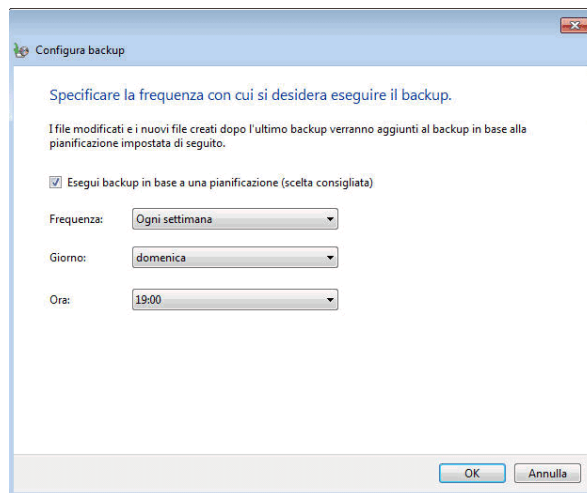 Configura backup
Specificare la frequenza con cui si desidera eseguire il backup.
I file modificati e i nuovi file creati dopo l'ultimo backup verranno aggiunti al backup in base alla
pianificazione impostata di seguito.
Esegui backup in base a una pianificazione (scelta consigliata)
Frequenza: Ogni settimana
Giorno: domenica
Ora: 19:00
OK Annulla